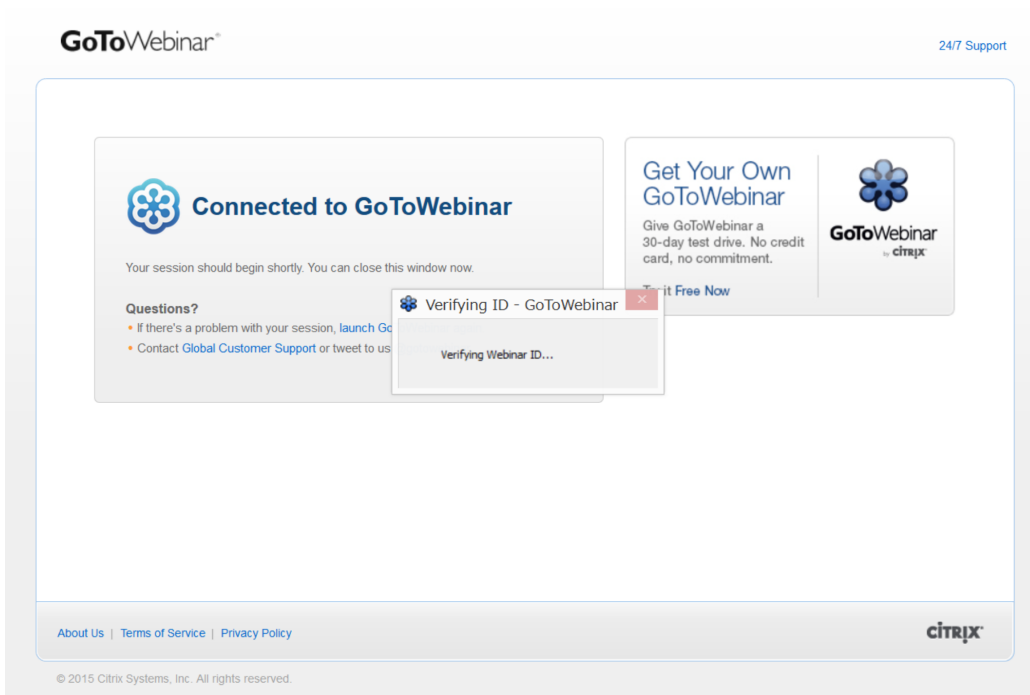 GoToWebinar®
24/7 Support
Connected to GoToWebinar
Your session should begin shortly. You can close this window now.
Questions?
• If there's a problem with your session, launch Go
• Contact Global Customer Support or tweet to us
Get Your Own
GoToWebinar
Give GoToWebinar a
30-day test drive. No credit
card, no commitment.
Try it Free Now
GoToWebinar
by CITRIX
Verifying ID - GoToWebinar
Verifying Webinar ID...
About Us | Terms of Service | Privacy Policy
CITRIX
© 2015 Citrix Systems, Inc. All rights reserved.